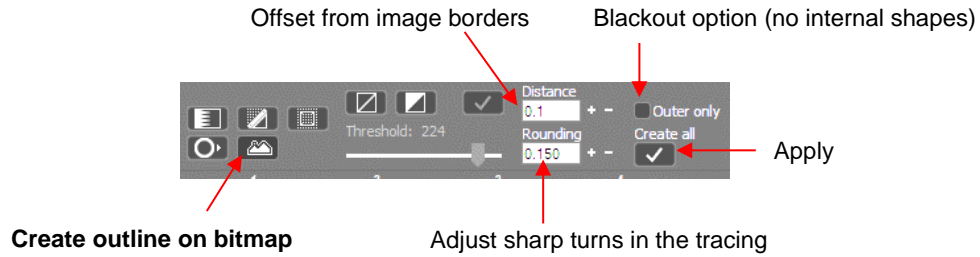 Offset from image borders
Blackout option (no internal shapes)
Distance
0.1 + - Outer only
Threshold: 224
Rounding
Create all
0.150 + -
Apply
Create outline on bitmap
Adjust sharp turns in the tracing